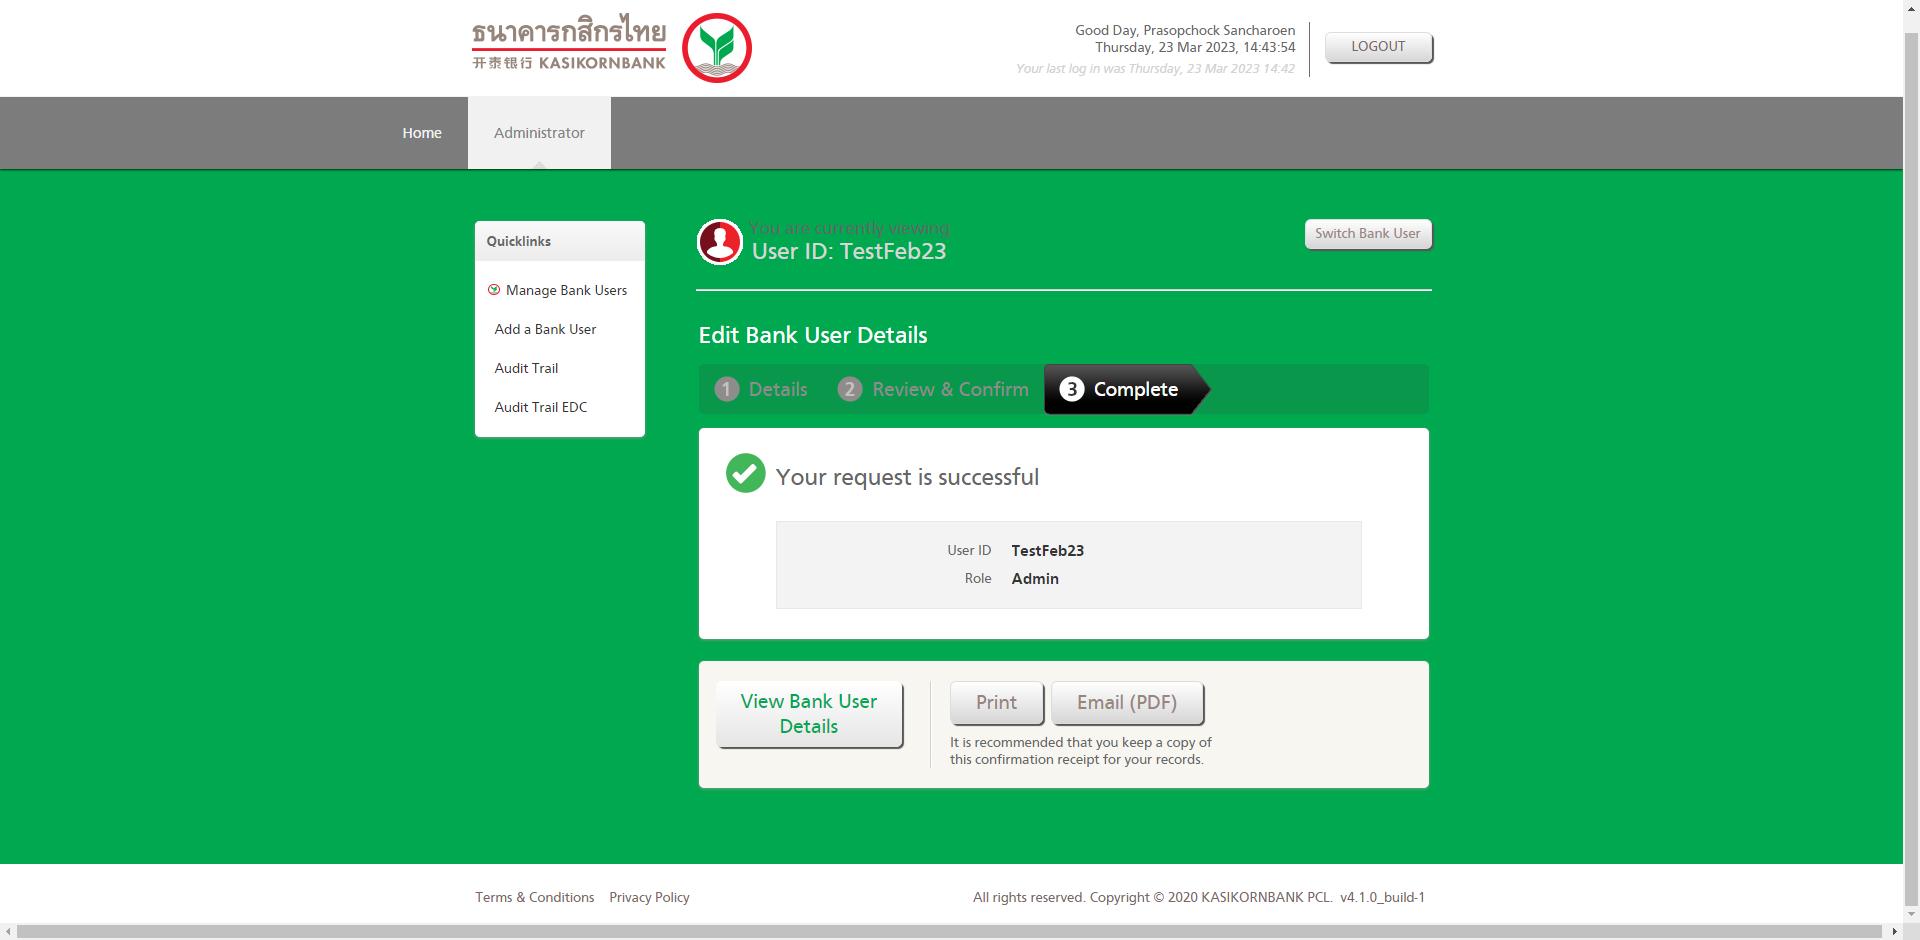 ธนาคารกสิกรไทย
开泰银行 KASIKORNBANK
Good Day, Prasopchock Sancharoen
Thursday, 23 Mar 2023, 14:43:54
Your last log in was Thursday, 23 Mar 2023 14:42
LOGOUT
Home
Administrator
Quicklinks
Manage Bank Users
Add a Bank User
Audit Trail
Audit Trail EDC
You are currently viewing
User ID: TestFeb23
Switch Bank User
Edit Bank User Details
1 Details
2 Review & Confirm
3 Complete
Your request is successful
User ID TestFeb23
Role Admin
View Bank User
Details
Print
Email (PDF)
It is recommended that you keep a copy of
this confirmation receipt for your records.
Terms & Conditions Privacy Policy
All rights reserved. Copyright © 2020 KASIKORNBANK PCL. v4.1.0_build-1